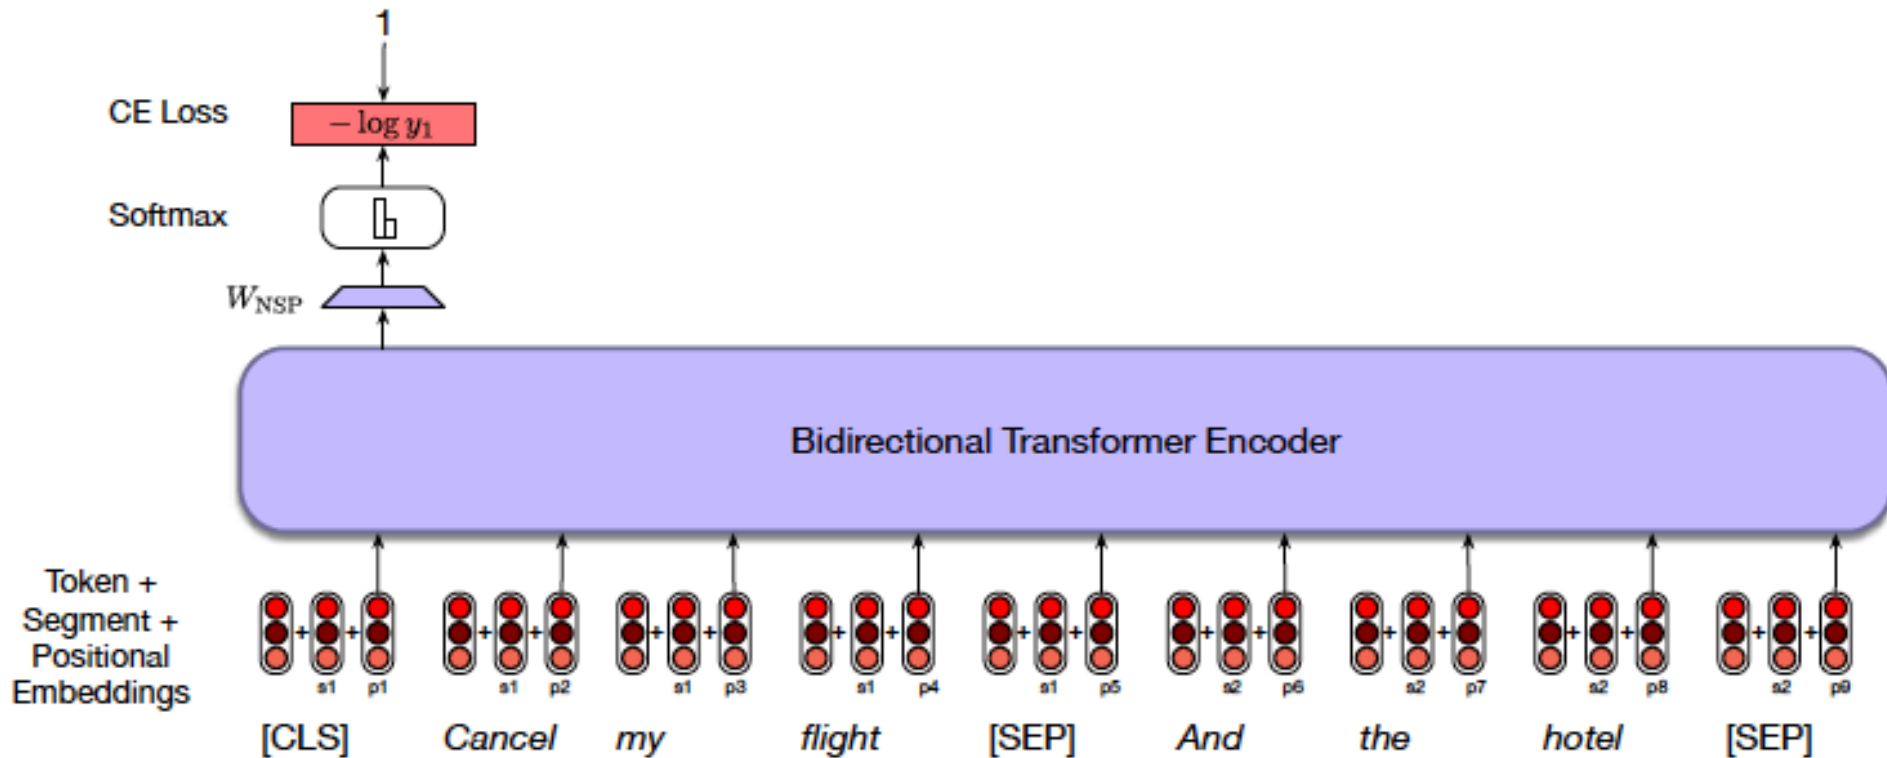 1
CE Loss
− log y₁
Softmax
W_NSP
Bidirectional Transformer Encoder
Token +
Segment +
Positional
Embeddings
+ + + + + + + + + + + + + + + + + +
s1 p1 s1 p2 s1 p3 s1 p4 s1 p5 s2 p6 s2 p7 s2 p8 s2 p9
[CLS] Cancel my flight [SEP] And the hotel [SEP]